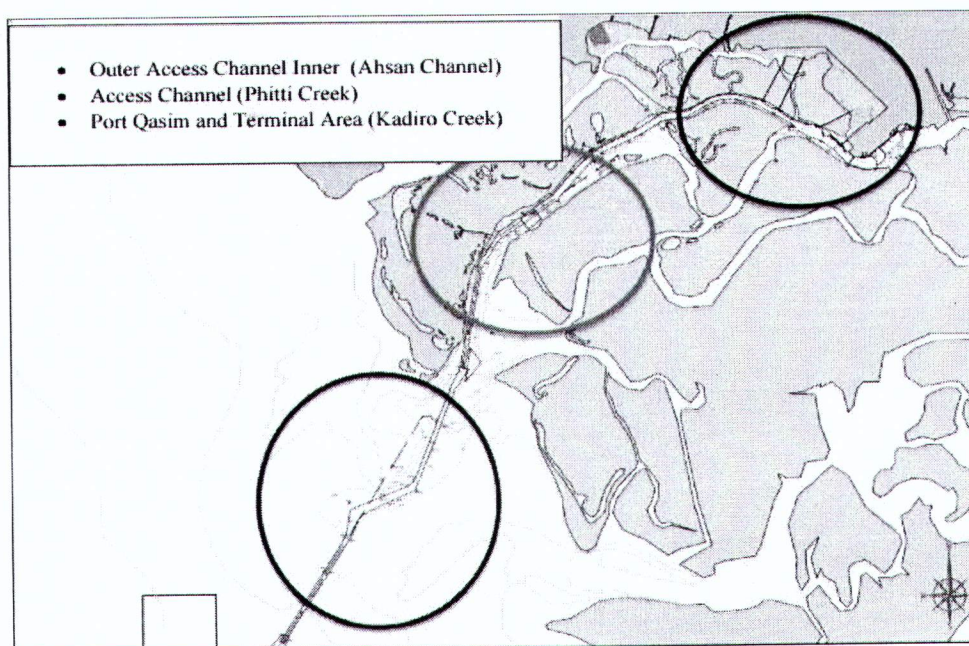 • Outer Access Channel Inner (Ahsan Channel)
• Access Channel (Phitti Creek)
• Port Qasim and Terminal Area (Kadiro Creek)